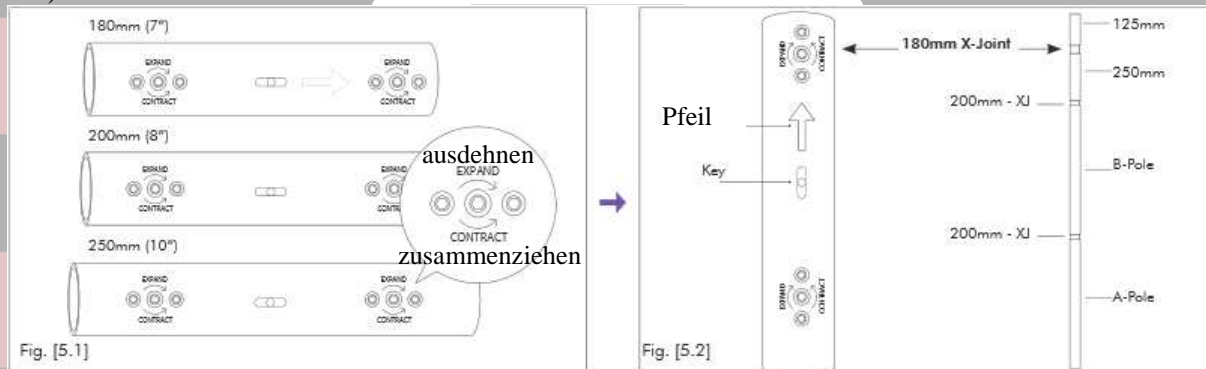 180mm (7")
EXPAND
CONTRACT
EXPAND
CONTRACT
200mm (8")
EXPAND
CONTRACT
EXPAND
ausdehnen
EXPAND
CONTRACT
zusammenziehen
250mm (10")
EXPAND
CONTRACT
EXPAND
CONTRACT
Fig. [5.1]
EXPAND
CONTRACT
Pfeil
Key
EXPAND
CONTRACT
Fig. [5.2]
180mm X-Joint
125mm
250mm
200mm - XJ
B-Pole
200mm - XJ
A-Pole